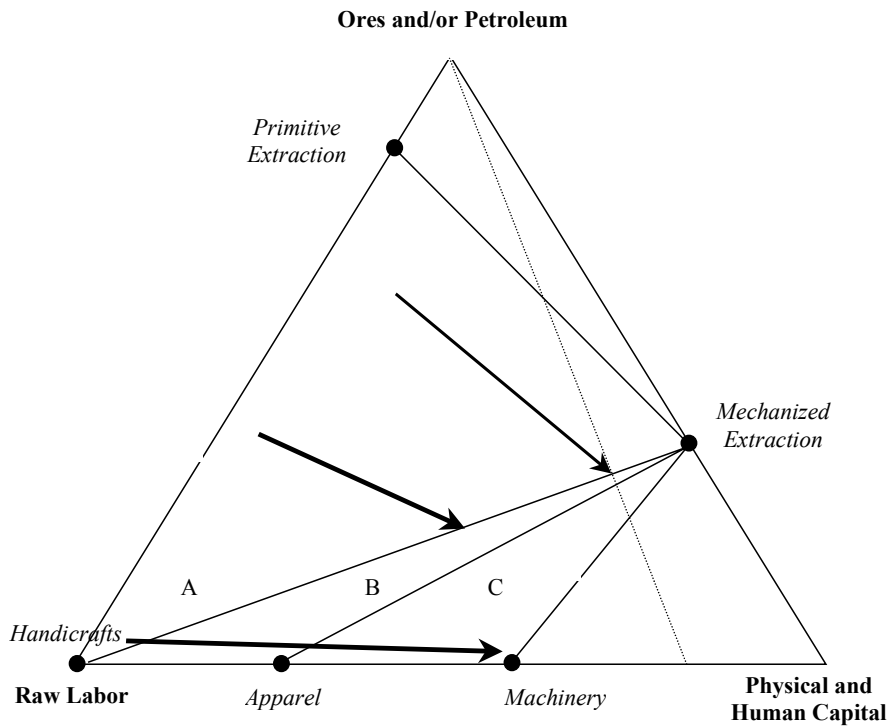 Ores and/or Petroleum
Primitive
Extraction
Mechanized
Extraction
A
B
C
Handicrafts
Raw Labor
Apparel
Machinery
Physical and
Human Capital